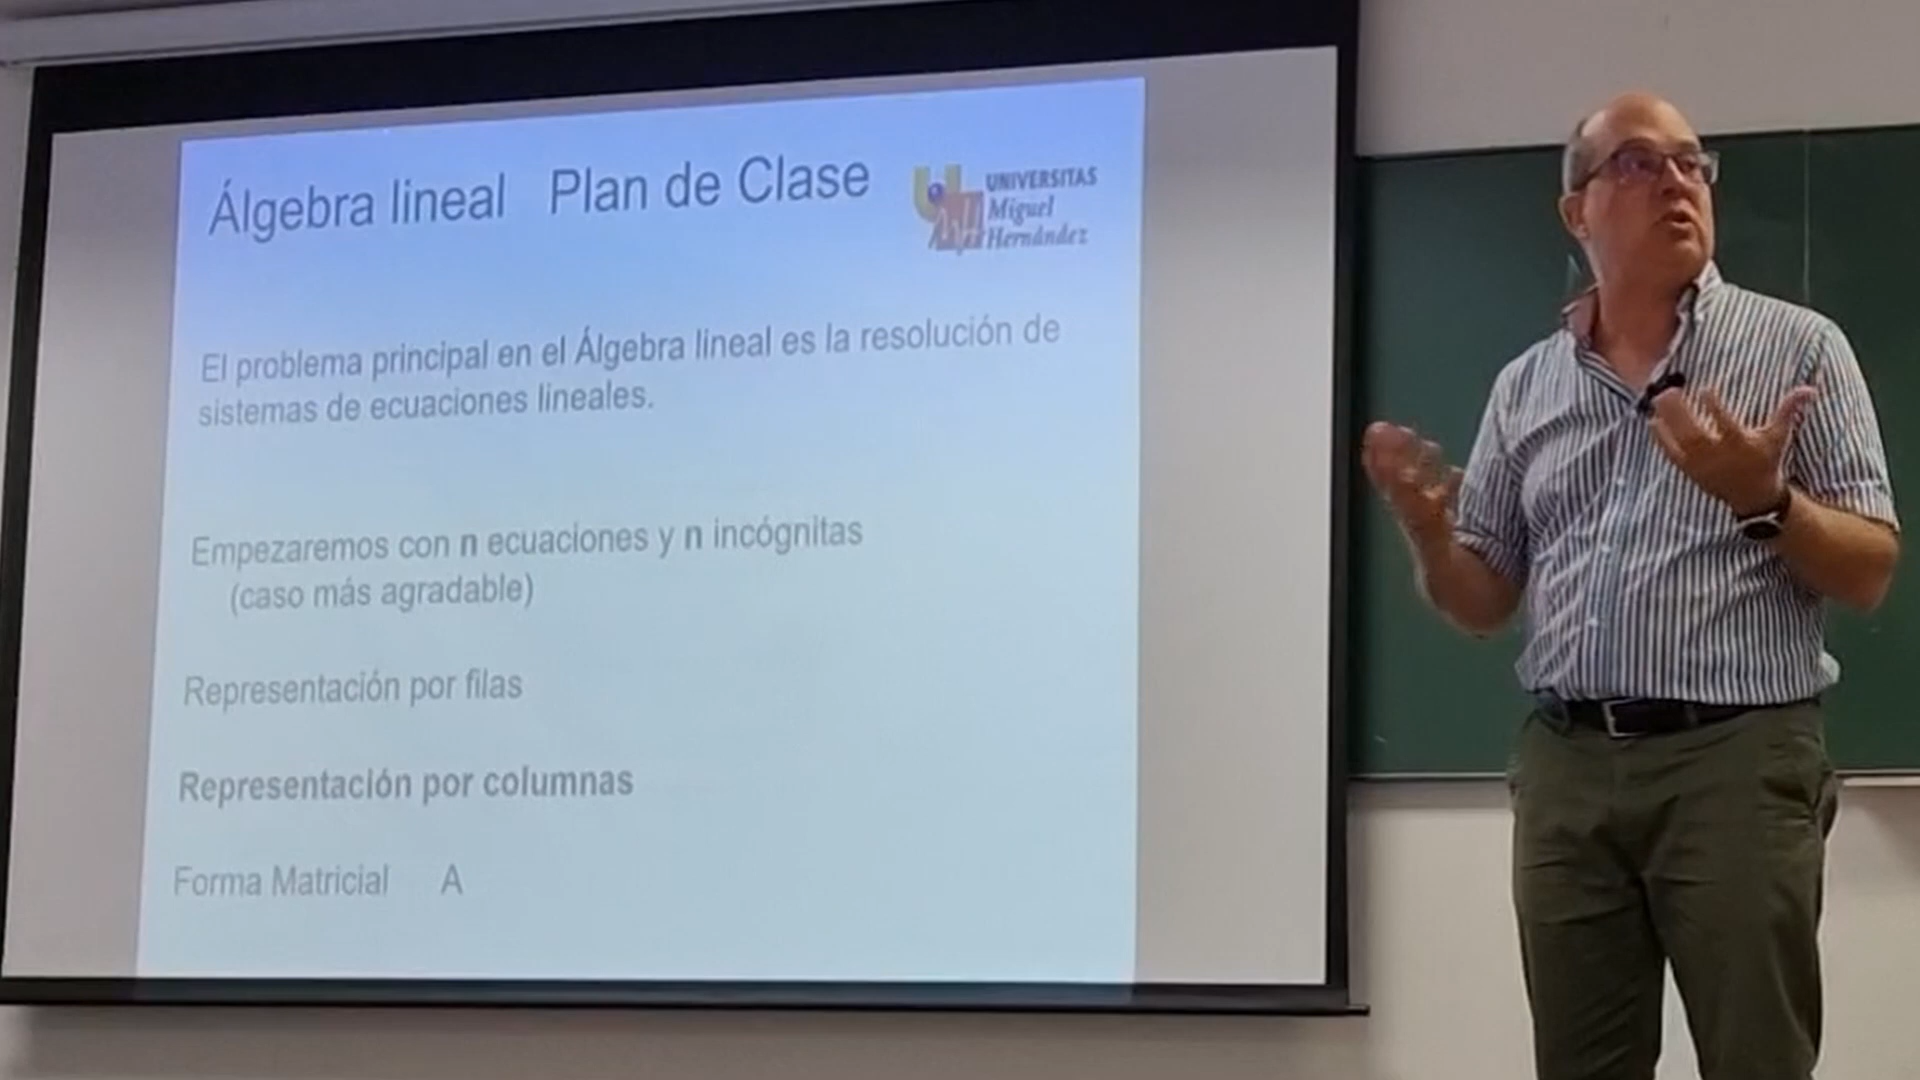 Álgebra lineal Plan de Clase
UNIVERSITAS
Miguel
Hernández
El problema principal en el Álgebra lineal es la resolución de
sistemas de ecuaciones lineales.
Empezaremos con n ecuaciones y n incógnitas
(caso más agradable)
Representación por filas
Representación por columnas
Forma Matricial A